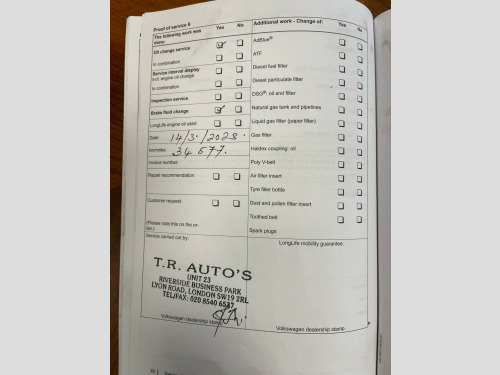 Proof of service 6
The following work was done: Yes No
Oil change service
In combination
Service interval display
incl. engine oil change
In combination
Inspection service
Brake fluid change
LongLife engine oil used:
Date: 14/3/2023.
km/miles: 34 677.
Invoice number:
Repair recommendation
Customer request
(Please note this on the order.)
Service carried out by:
T.R. AUTO'S
UNIT 23
RIVERSIDE BUSINESS PARK
LYON ROAD, LONDON SW19 2RL
TEL/FAX: 020 8540
Volkswagen dealership stamp
Additional work - Change of: Yes No
AdBlue®
ATF
Diesel fuel filter
Diesel particulate filter
DSG®: oil and filter
Natural gas tank and pipelines
Liquid gas filter (paper filter)
Gas filter
Haldex coupling: oil
Poly V-belt
Air filter insert
Tyre filler bottle
Dust and pollen filter insert
Toothed belt
Spark plugs
LongLife mobility guarantee:
Volkswagen dealership stamp